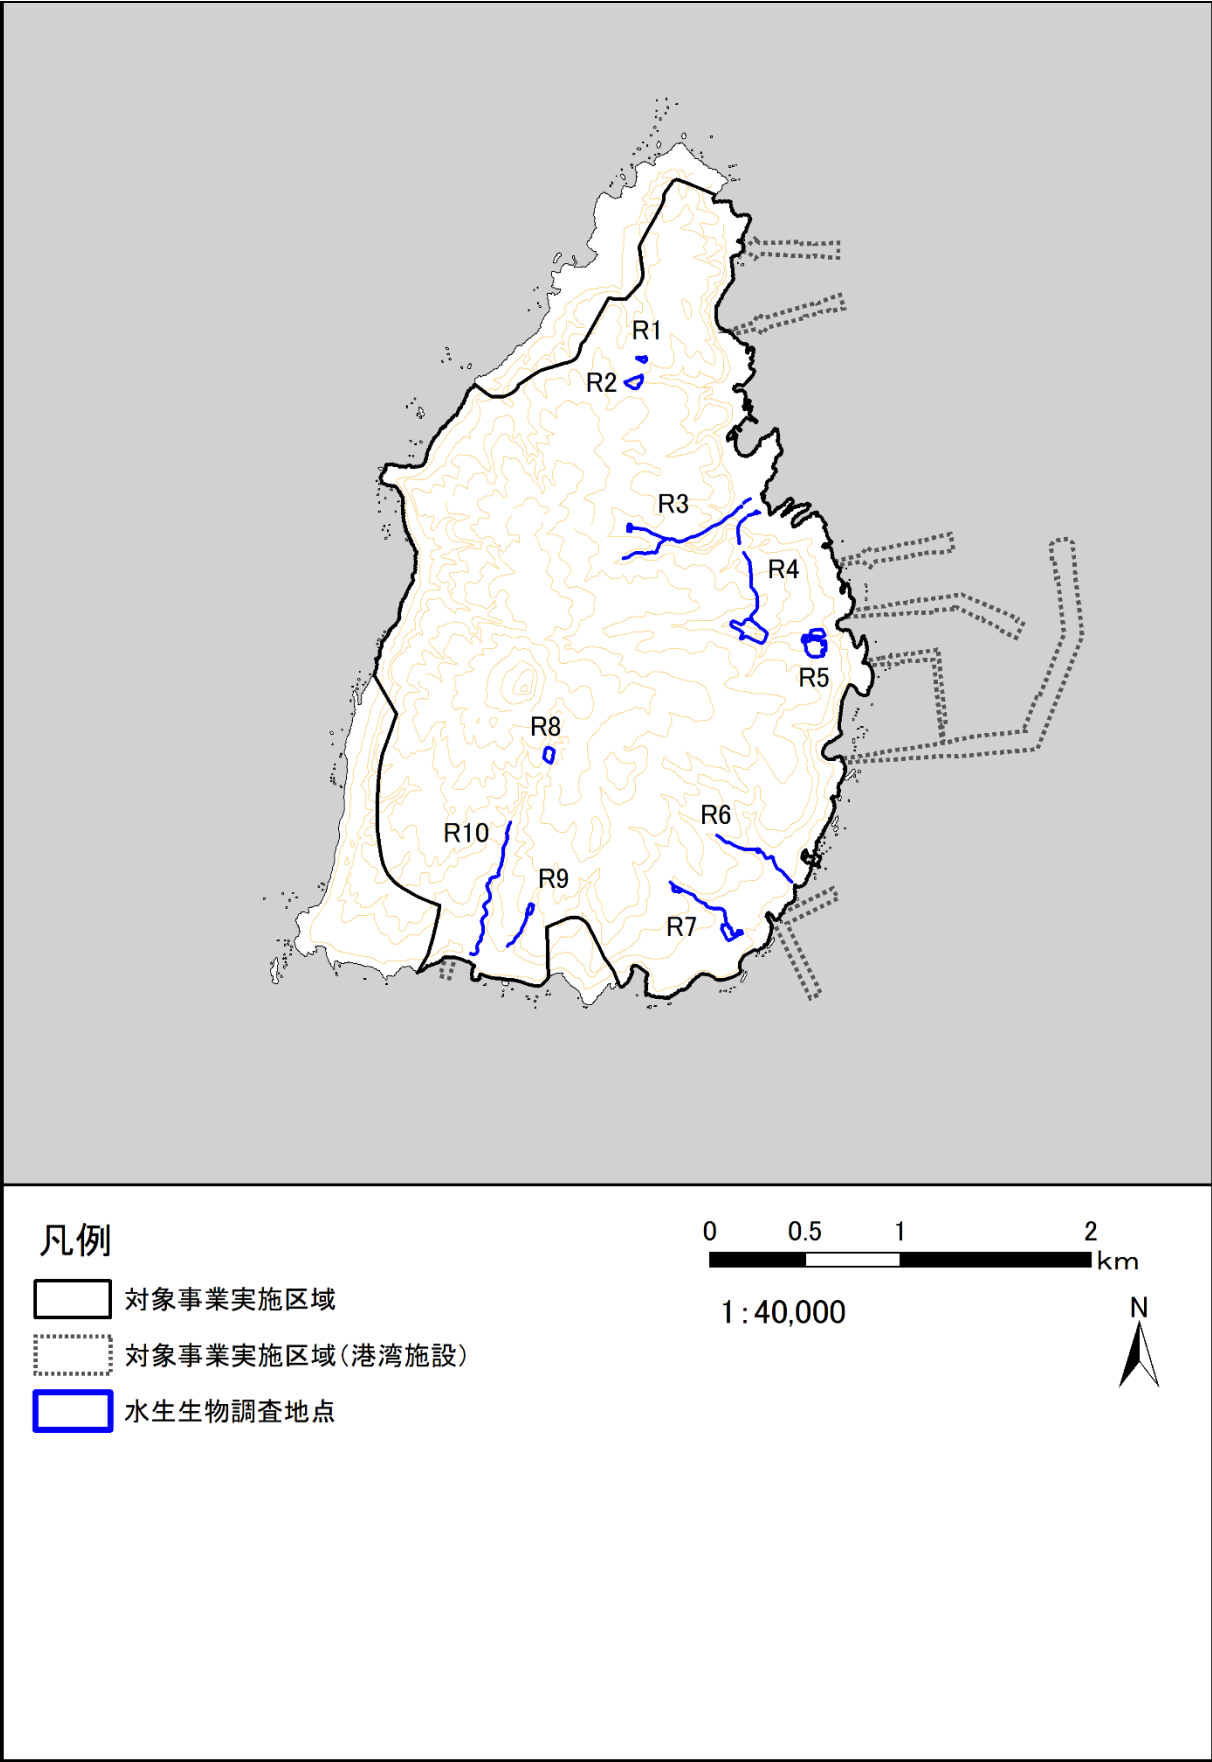 R1
R2
R3
R4
R5
R8
R6
R10
R9
R7
凡例
対象事業実施区域
対象事業実施区域(港湾施設)
水生生物調査地点
0 0.5 1 2
km
1:40,000
N